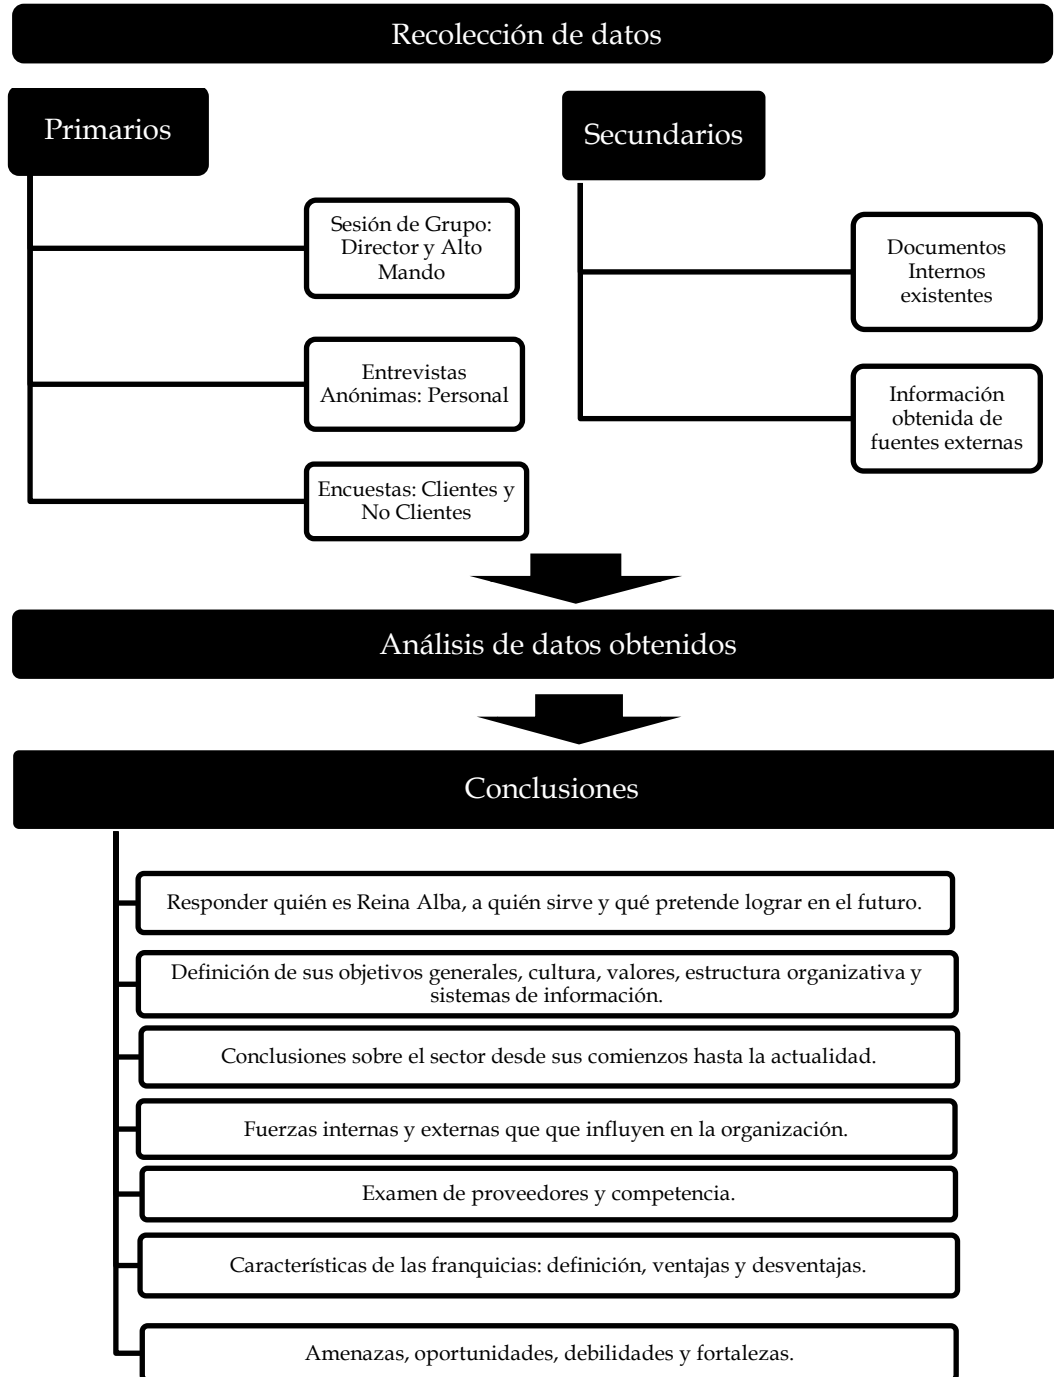 Recolección de datos
Primarios
Secundarios
Sesión de Grupo:
Director y Alto
Mando
Entrevistas
Anónimas: Personal
Encuestas: Clientes y
No Clientes
Documentos
Internos
existentes
Información
obtenida de
fuentes externas
Análisis de datos obtenidos
Conclusiones
Responder quién es Reina Alba, a quién sirve y qué pretende lograr en el futuro.
Definición de sus objetivos generales, cultura, valores, estructura organizativa y
sistemas de información.
Conclusiones sobre el sector desde sus comienzos hasta la actualidad.
Fuerzas internas y externas que que influyen en la organización.
Examen de proveedores y competencia.
Características de las franquicias: definición, ventajas y desventajas.
Amenazas, oportunidades, debilidades y fortalezas.